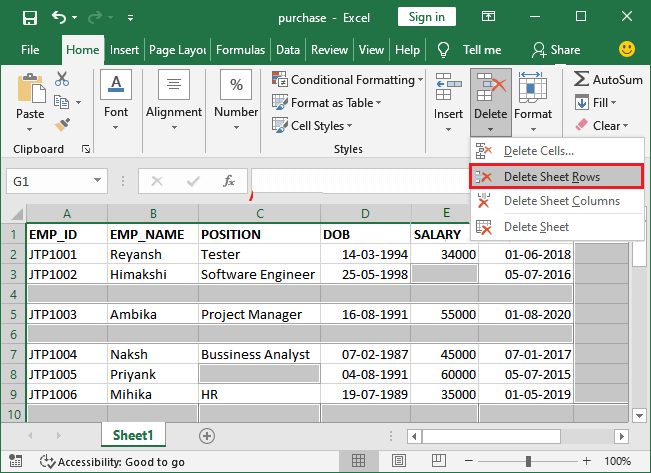 purchase - Excel
Sign in
File Home Insert Page Layou Formulas Data Review View Help Tell me Share
Paste
Clipboard
Font
Alignment
%
Number
Conditional Formatting
Format as Table
Cell Styles
Styles
Insert
Delete
Format
Σ AutoSum
Fill
Clear
Delete Cells...
Delete Sheet Rows
Delete Sheet Columns
Delete Sheet
G1 fx
A B C D E
1 EMP_ID EMP_NAME POSITION DOB SALARY
2 JTP1001 Reyansh Tester 14-03-1994 34000 01-06-2018
3 JTP1002 Himakshi Software Engineer 25-05-1998 05-07-2016
4
5 JTP1003 Ambika Project Manager 16-08-1991 55000 01-08-2020
6
7 JTP1004 Naksh Bussiness Analyst 07-02-1987 45000 07-01-2017
8 JTP1005 Priyank 04-08-1991 60000 05-07-2015
9 JTP1006 Mihika HR 19-07-1989 35000 01-05-2019
10
Sheet1
Accessibility: Good to go 100%